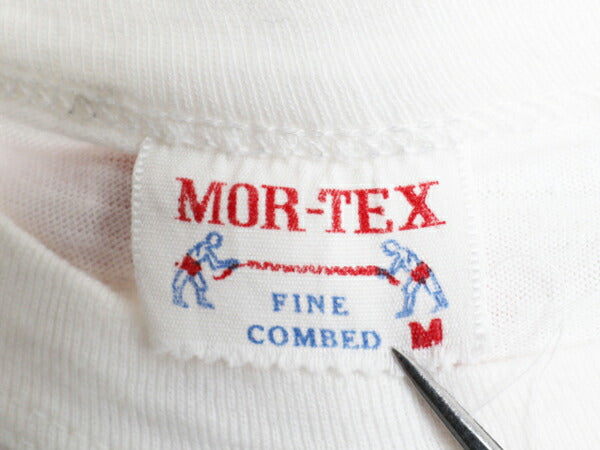 MOR-TEX
FINE
COMBED
M